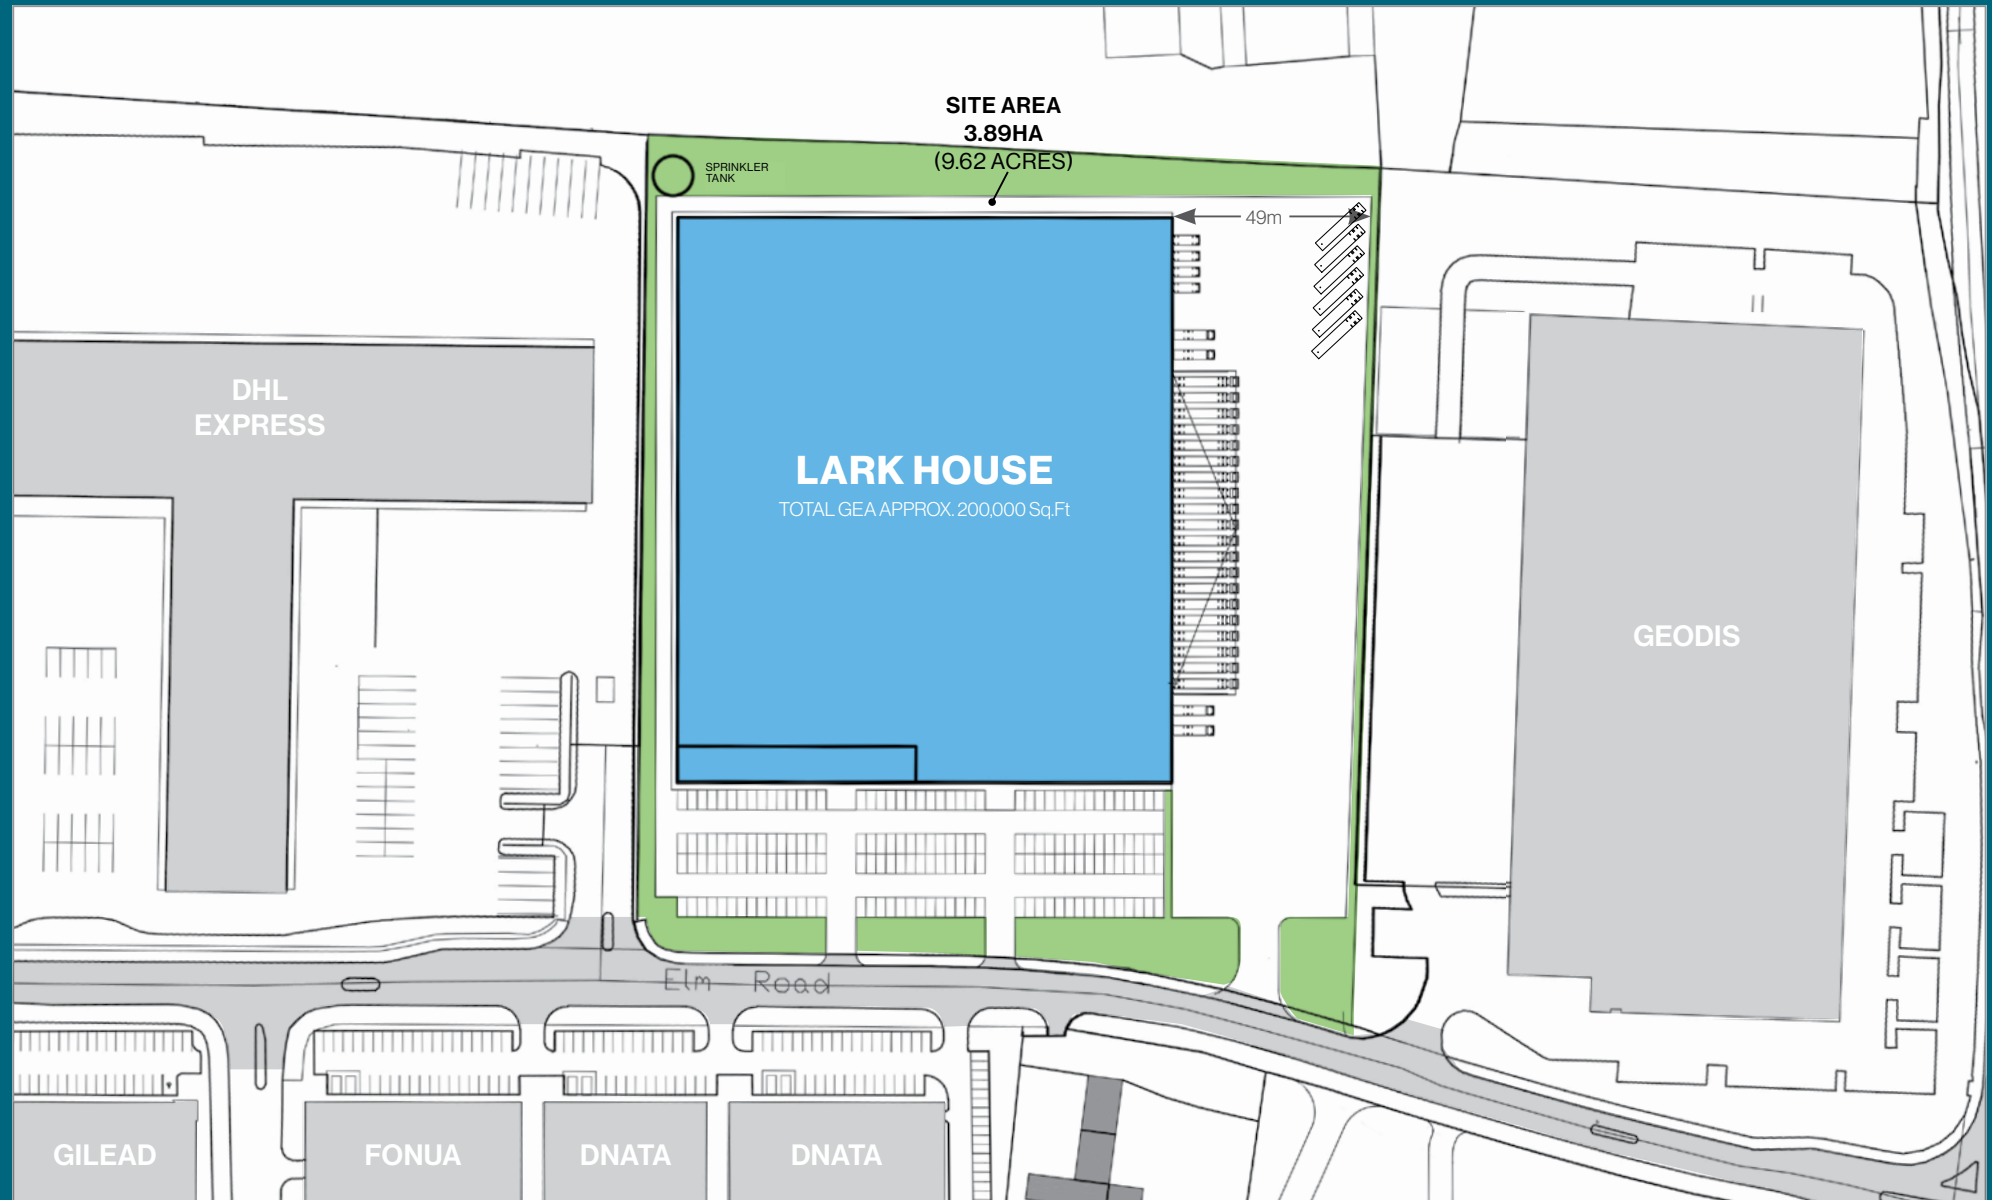 SITE AREA
3.89HA
(9.62 ACRES)
SPRINKLER
TANK
49m
DHL
EXPRESS
LARK HOUSE
TOTAL GEA APPROX. 200,000 Sq.Ft
GEODIS
Elm Road
GILEAD
FONUA
DNATA
DNATA